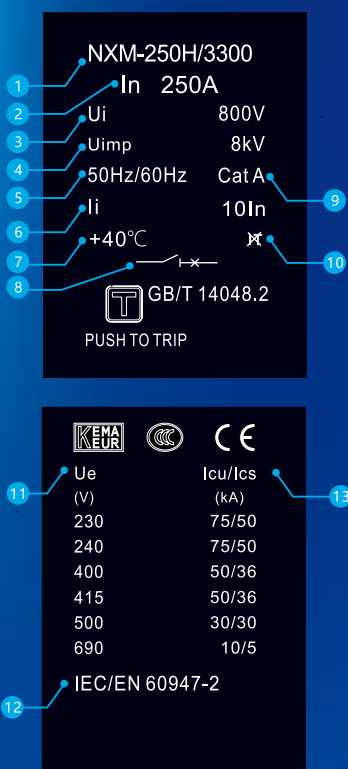 NXM-250H/3300
1
In 250A
2
Ui 800V
3
Uimp 8kV
4
50Hz/60Hz Cat A
5
9
Ii 10In
6
+40℃
7
10
8
T GB/T 14048.2
PUSH TO TRIP
KEMA EUR CCC CE
Ue Icu/Ics
11
13
(V) (kA)
230 75/50
240 75/50
400 50/36
415 50/36
500 30/30
690 10/5
IEC/EN 60947-2
12